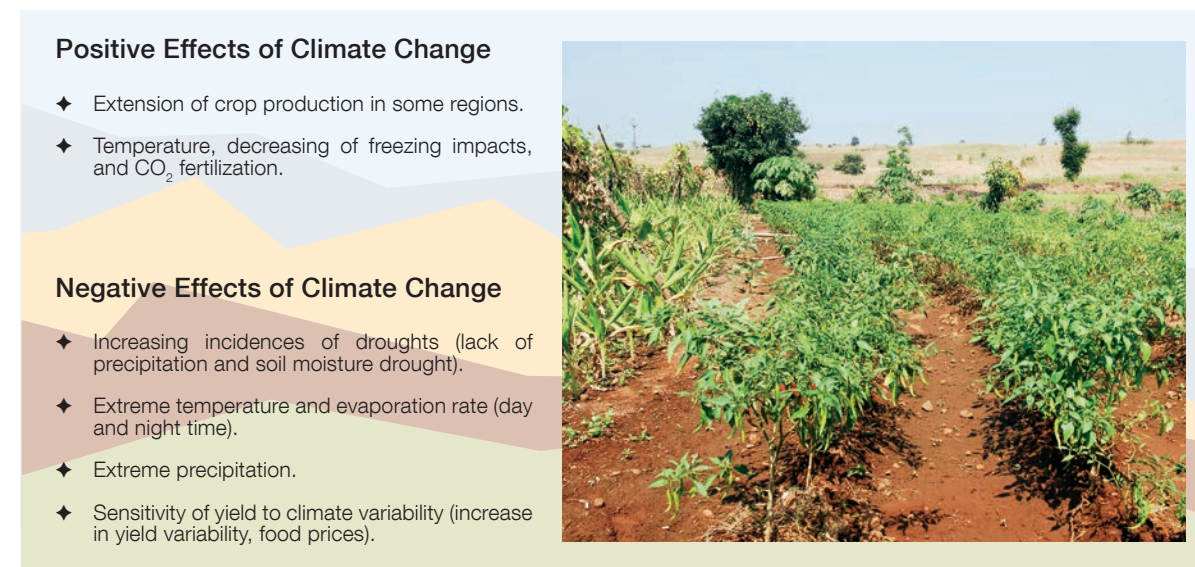 Positive Effects of Climate Change
✦ Extension of crop production in some regions.
✦ Temperature, decreasing of freezing impacts,
and CO₂ fertilization.
Negative Effects of Climate Change
✦ Increasing incidences of droughts (lack of
precipitation and soil moisture drought).
✦ Extreme temperature and evaporation rate (day
and night time).
✦ Extreme precipitation.
✦ Sensitivity of yield to climate variability (increase
in yield variability, food prices).